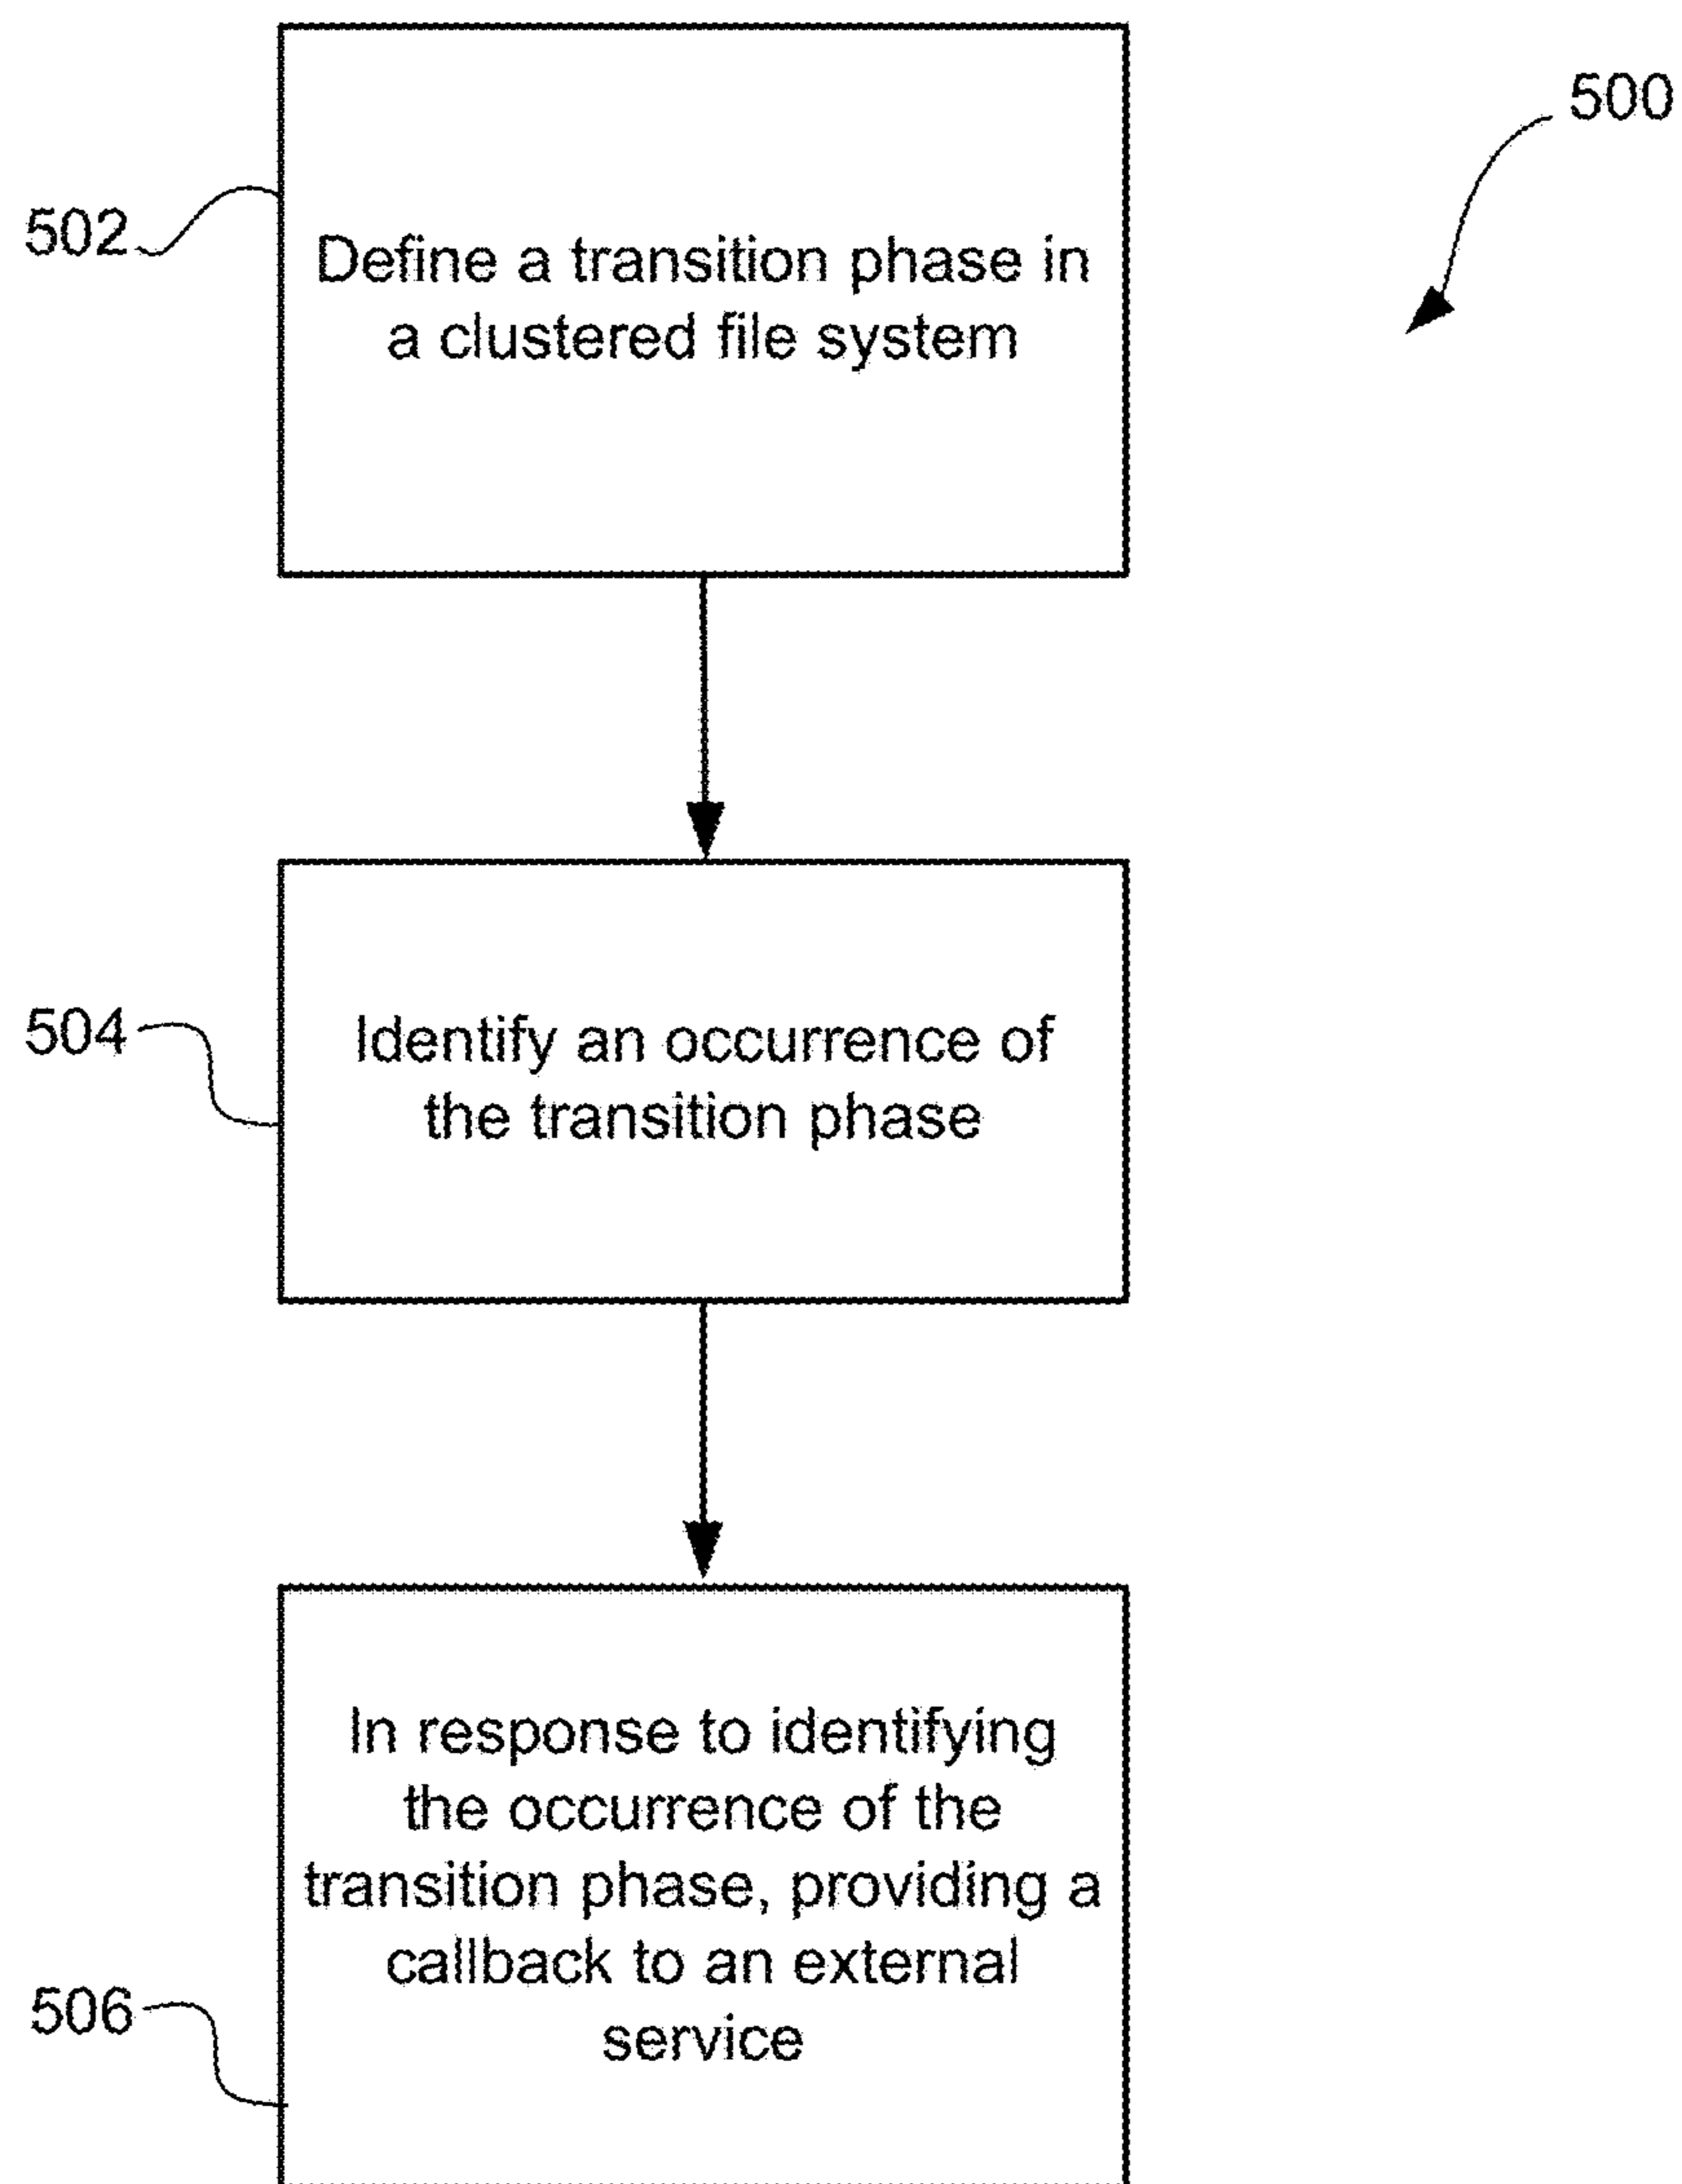 500
502
Define a transition phase in
a clustered file system
504
Identify an occurrence of
the transition phase
In response to identifying
the occurrence of the
transition phase, providing a
callback to an external
service
506